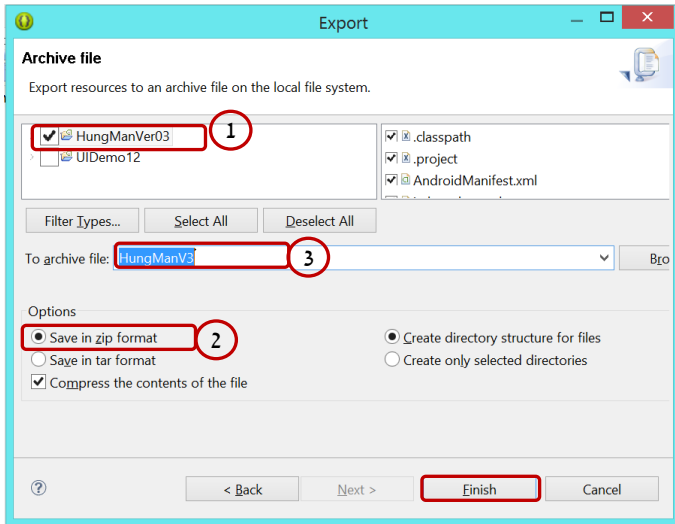 Export
Archive file
Export resources to an archive file on the local file system.
1
HungManVer03
UIDemo12
.classpath
.project
AndroidManifest.xml
Filter Types...
Select All
Deselect All
To archive file:
HungManV3
3
Options
Save in zip format
2
Save in tar format
Compress the contents of the file
Create directory structure for files
Create only selected directories
?
< Back
Next >
Finish
Cancel